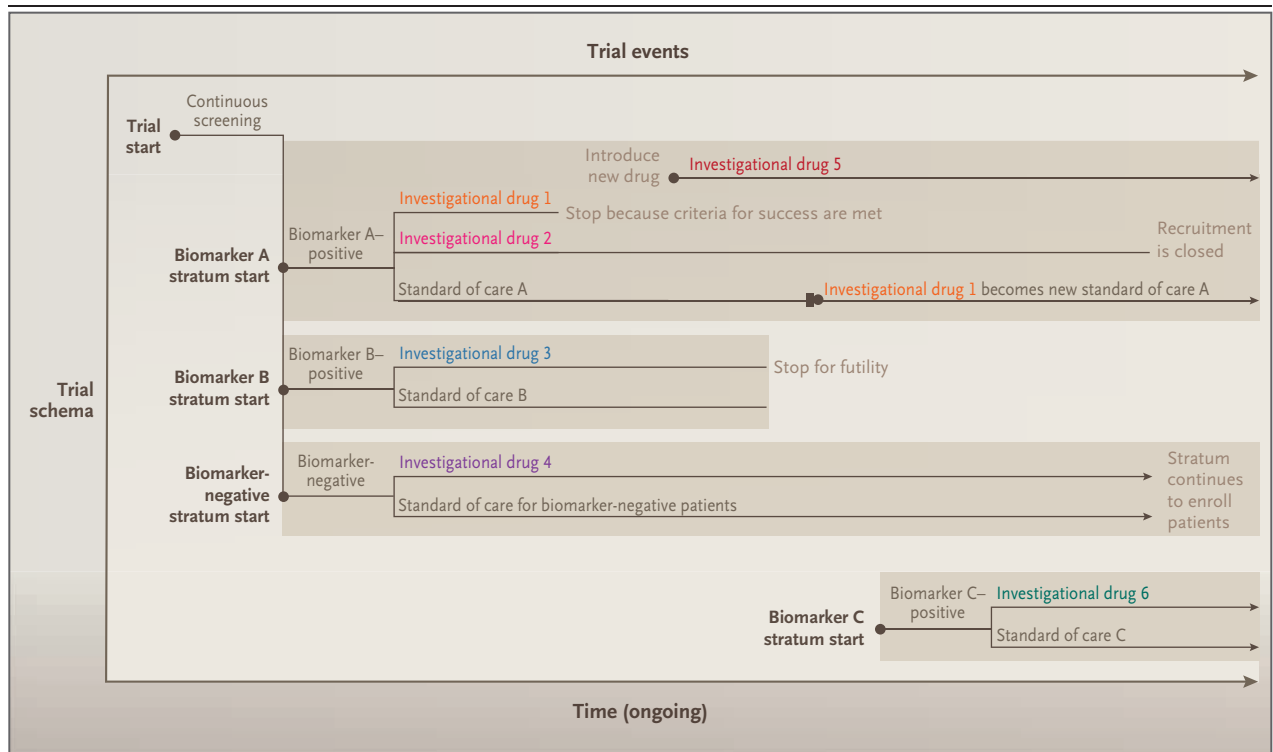 Trial events
Continuous
screening
Trial
start
Introduce
new drug
Investigational drug 5
Investigational drug 1
Stop because criteria for success are met
Biomarker A–
positive
Investigational drug 2
Recruitment
is closed
Biomarker A
stratum start
Standard of care A
Investigational drug 1 becomes new standard of care A
Biomarker B–
positive
Investigational drug 3
Stop for futility
Biomarker B
stratum start
Standard of care B
Trial
schema
Biomarker-
negative
Investigational drug 4
Stratum
continues
to enroll
patients
Biomarker-
negative
stratum start
Standard of care for biomarker-negative patients
Biomarker C–
positive
Investigational drug 6
Biomarker C
stratum start
Standard of care C
Time (ongoing)